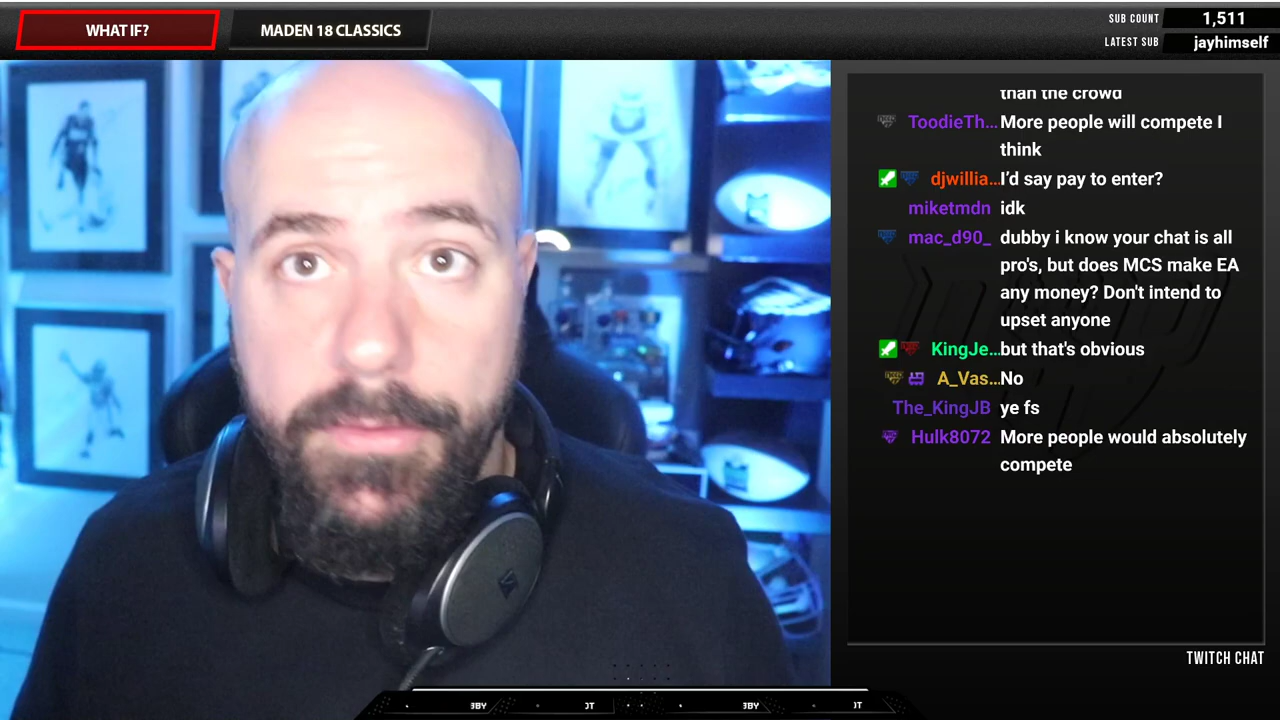 WHAT IF?
MADEN 18 CLASSICS
SUB COUNT 1,511
LATEST SUB jayhimself
than the crowd
ToodieTh... More people will compete I
think
djwillia... I'd say pay to enter?
miketmdn idk
mac_d90_ dubby i know your chat is all
pro's, but does MCS make EA
any money? Don't intend to
upset anyone
KingJe... but that's obvious
A_Vas... No
The_KingJB ye fs
Hulk8072 More people would absolutely
compete
TWITCH CHAT